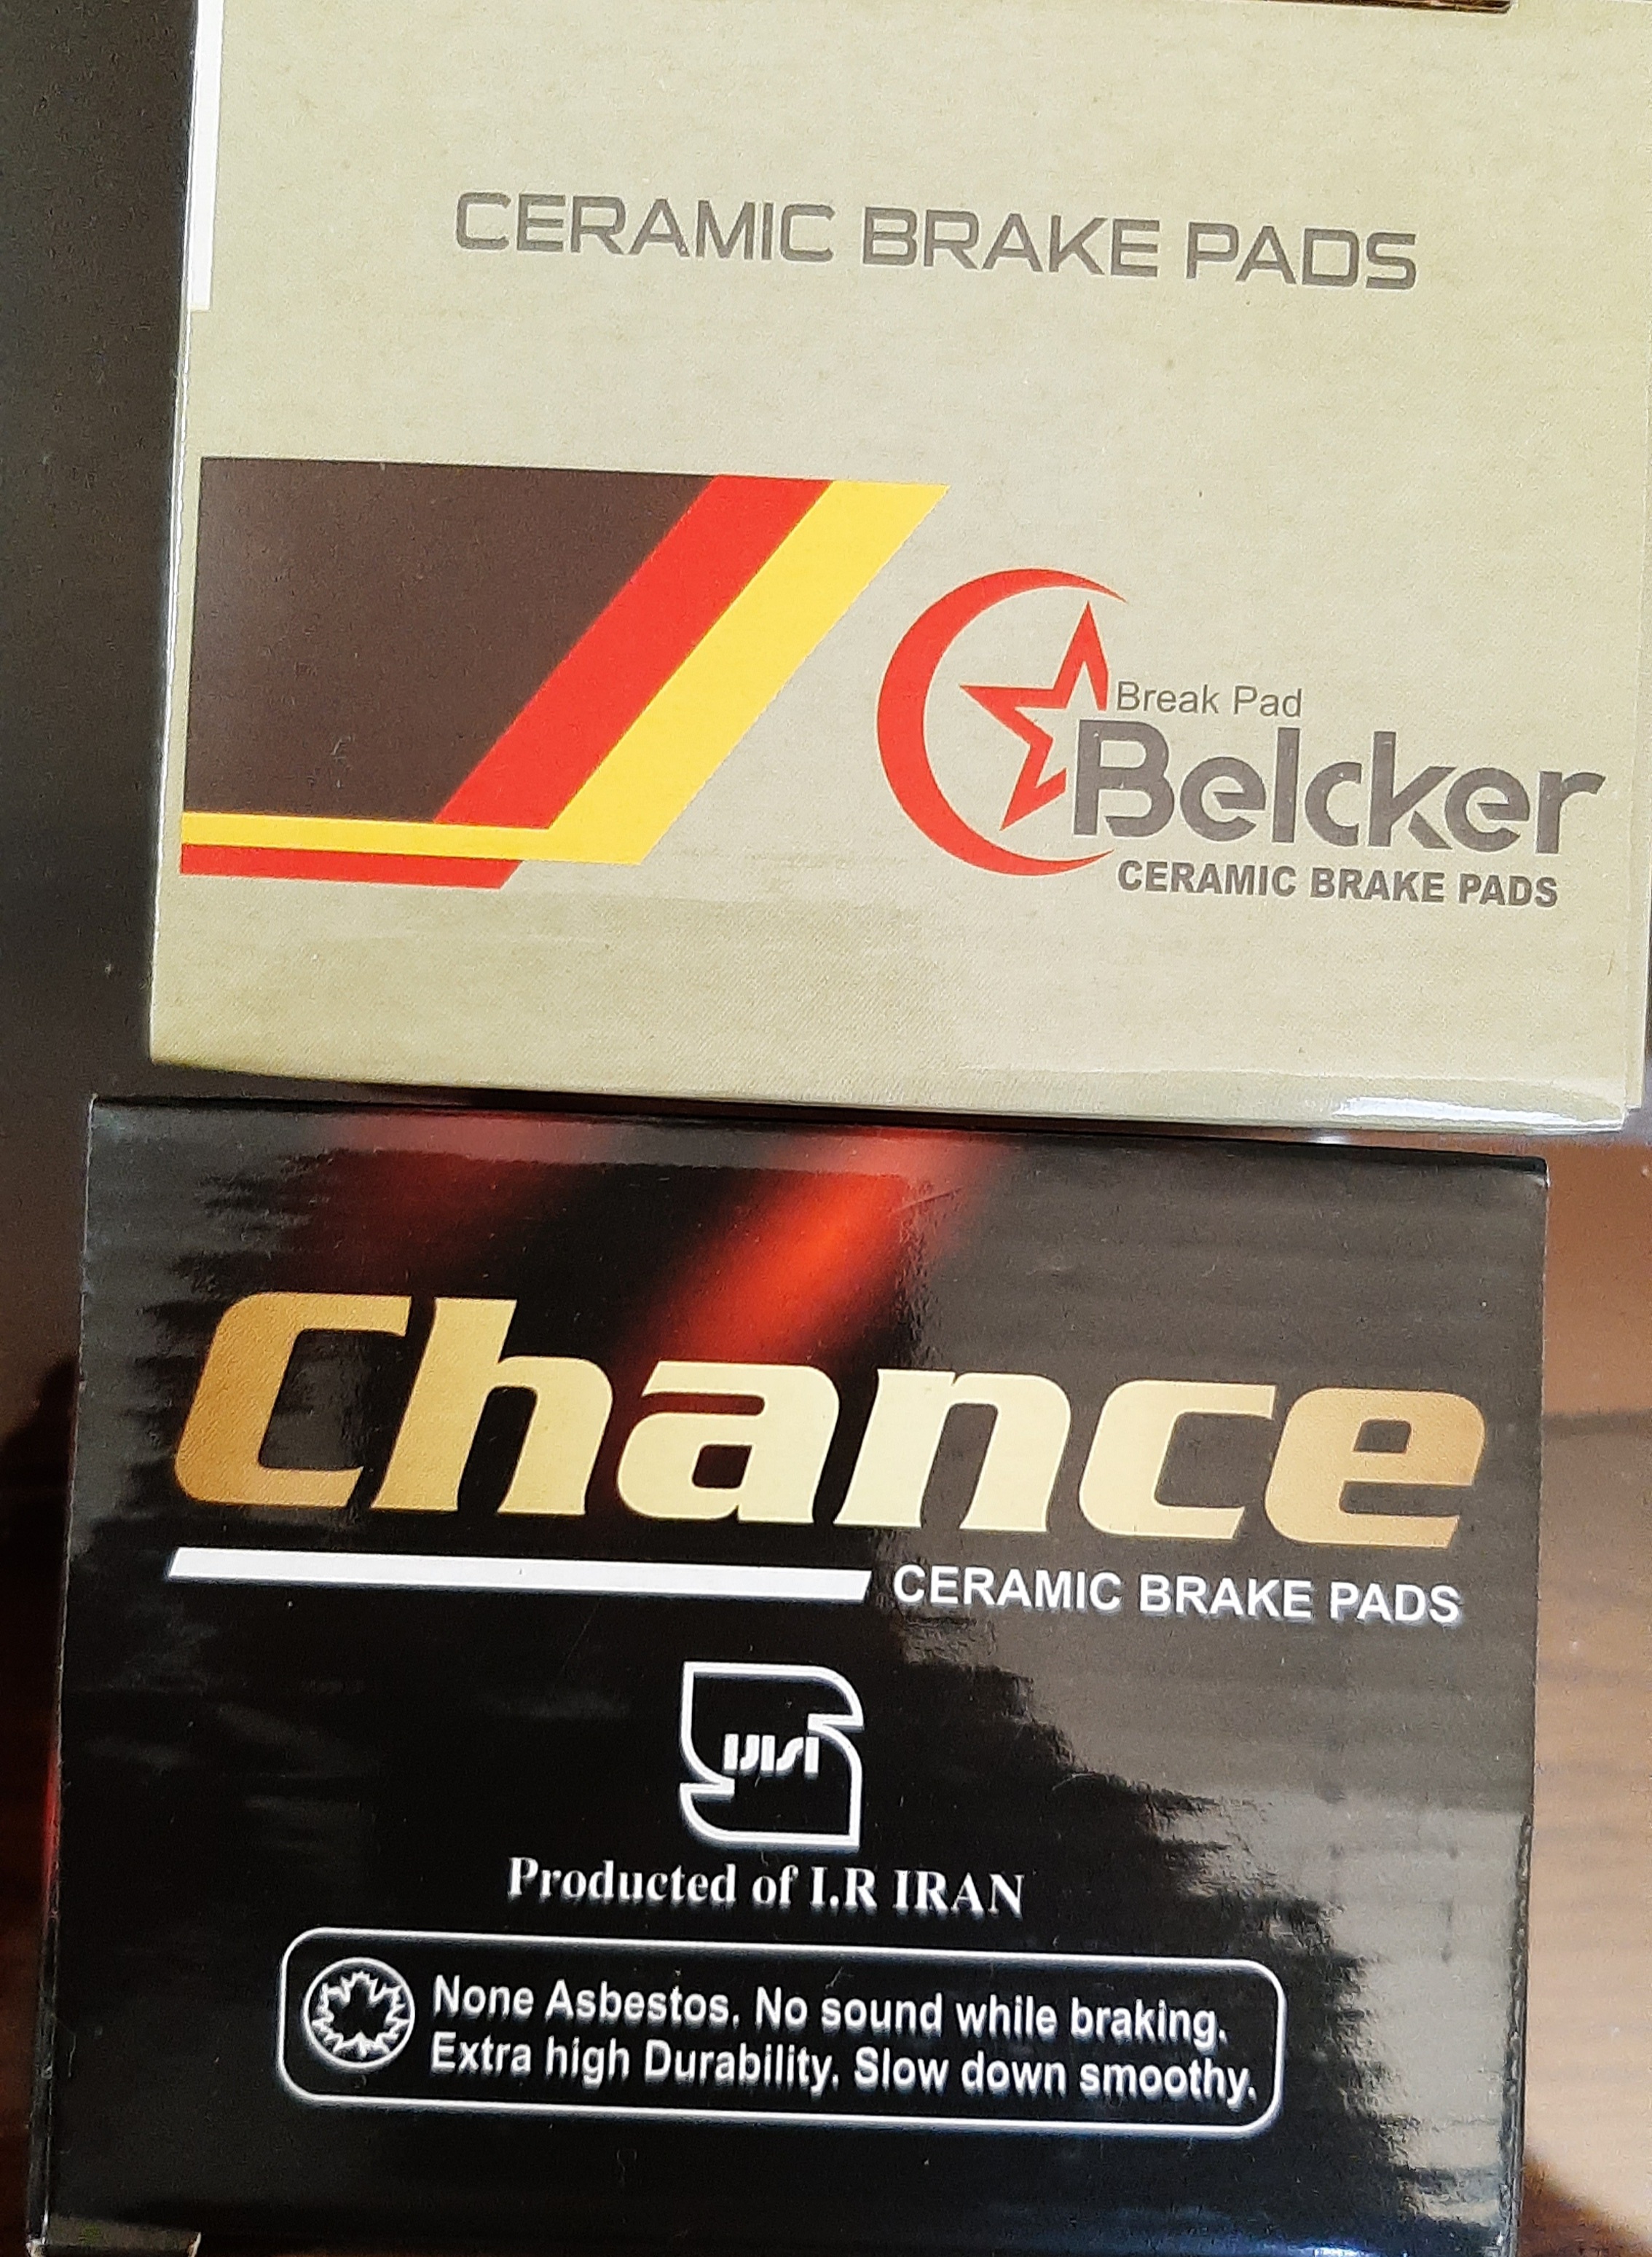 CERAMIC BRAKE PADS
Break Pad
Belcker
CERAMIC BRAKE PADS
Chance
CERAMIC BRAKE PADS
Producted of I.R IRAN
None Asbestos. No sound while braking.
Extra high Durability. Slow down smoothy.